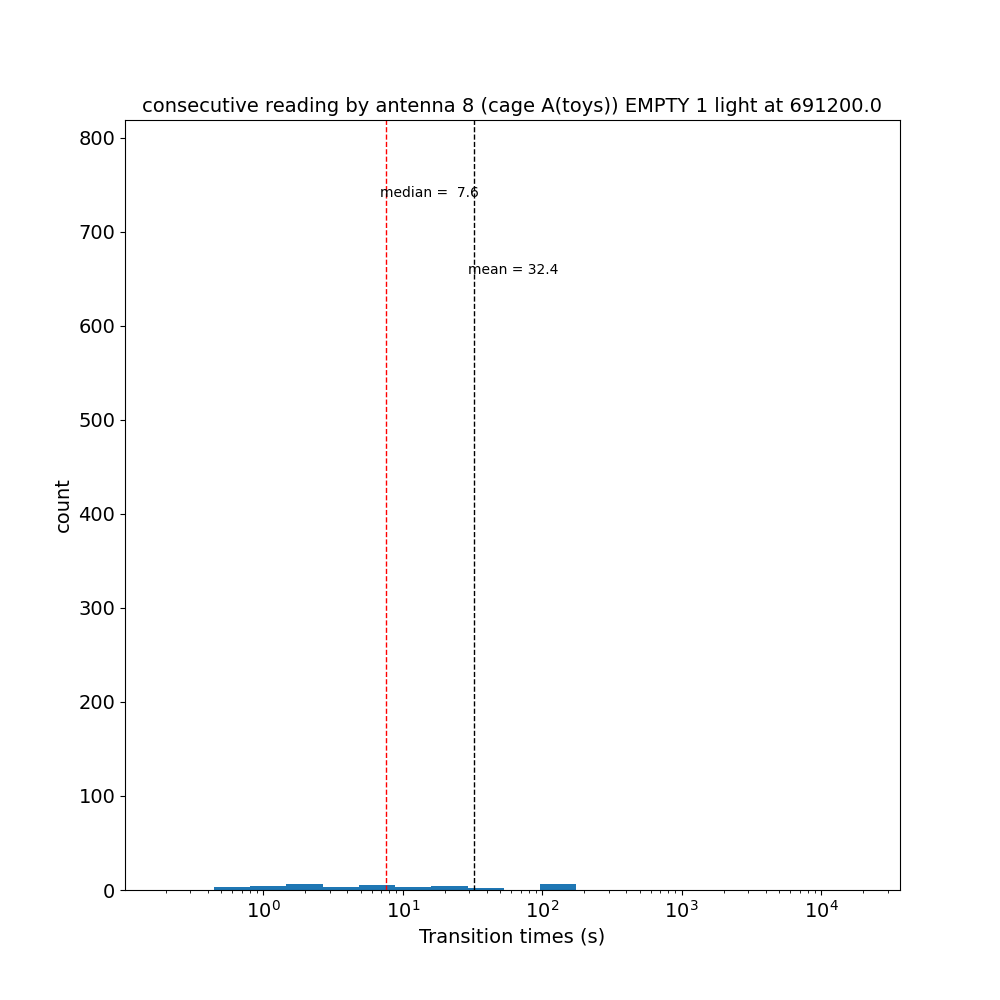 consecutive reading by antenna 8 (cage A(toys)) EMPTY 1 light at 691200.0
800
median =  7.6
700
mean = 32.4
600
500
count
400
300
200
100
0
10^0 10^1 10^2 10^3 10^4
Transition times (s)